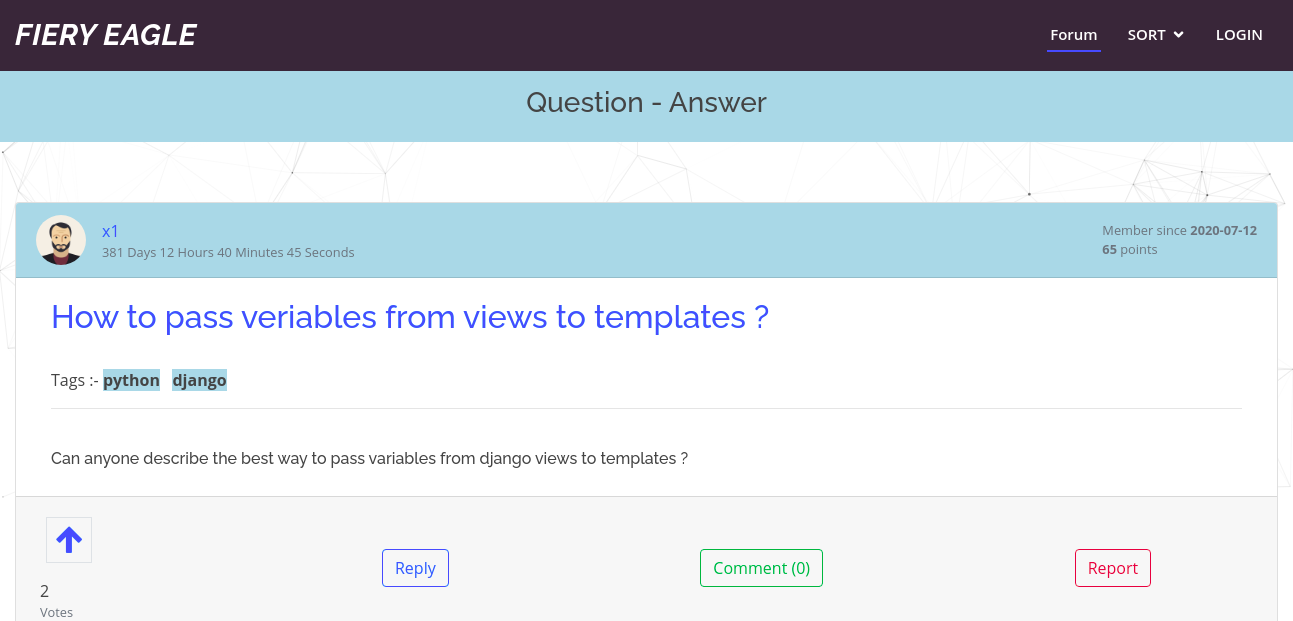 FIERY EAGLE
Forum SORT LOGIN
Question - Answer
x1
381 Days 12 Hours 40 Minutes 45 Seconds
Member since 2020-07-12
65 points
How to pass veriables from views to templates ?
Tags :- python django
Can anyone describe the best way to pass variables from django views to templates ?
Reply Comment (0) Report
2
Votes